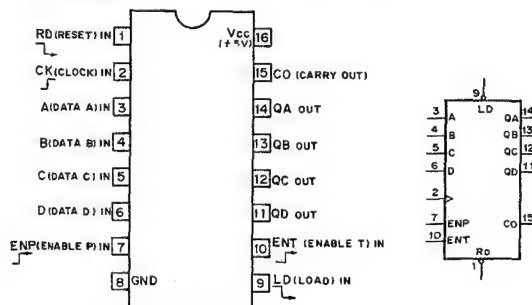 RD (RESET) IN 1
CK (CLOCK) IN 2
A (DATA A) IN 3
B (DATA B) IN 4
C (DATA C) IN 5
D (DATA D) IN 6
ENP (ENABLE P) IN 7
8 GND
Vcc 16
(+5V)
15 CO (CARRY OUT)
14 QA OUT
13 QB OUT
12 QC OUT
11 QD OUT
10 ENT (ENABLE T) IN
9 LD (LOAD) IN
9
LD
3 A QA 14
4 B QB 13
5 C QC 12
6 D QD 11
2
7 ENP CO 15
10 ENT
RD
1